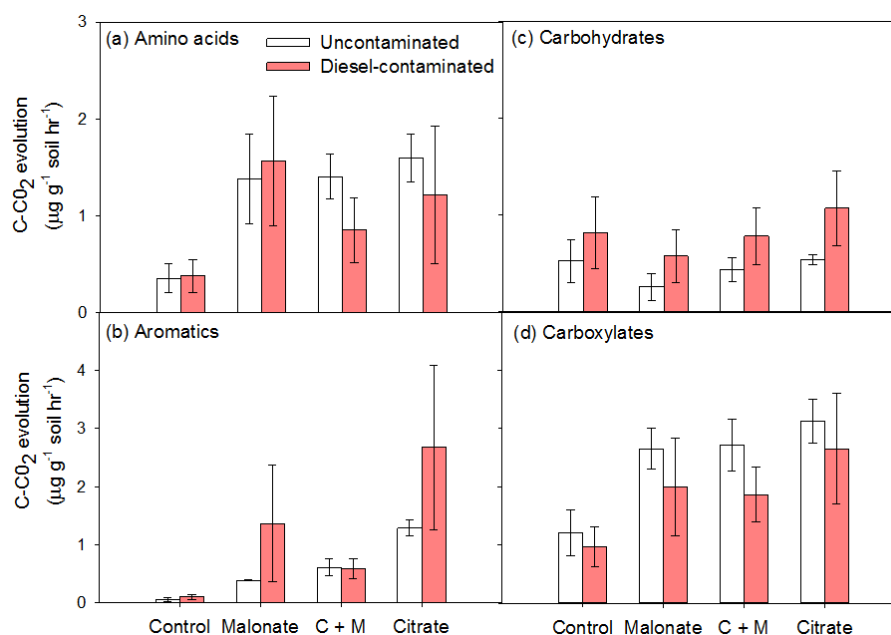 (a) Amino acids
Uncontaminated
Diesel-contaminated
(c) Carbohydrates
3
2
1
0
C-C0₂ evolution
(µg g⁻¹ soil hr⁻¹)
(b) Aromatics
(d) Carboxylates
4
3
2
1
0
C-C0₂ evolution
(µg g⁻¹ soil hr⁻¹)
Control Malonate C + M Citrate
Control Malonate C + M Citrate